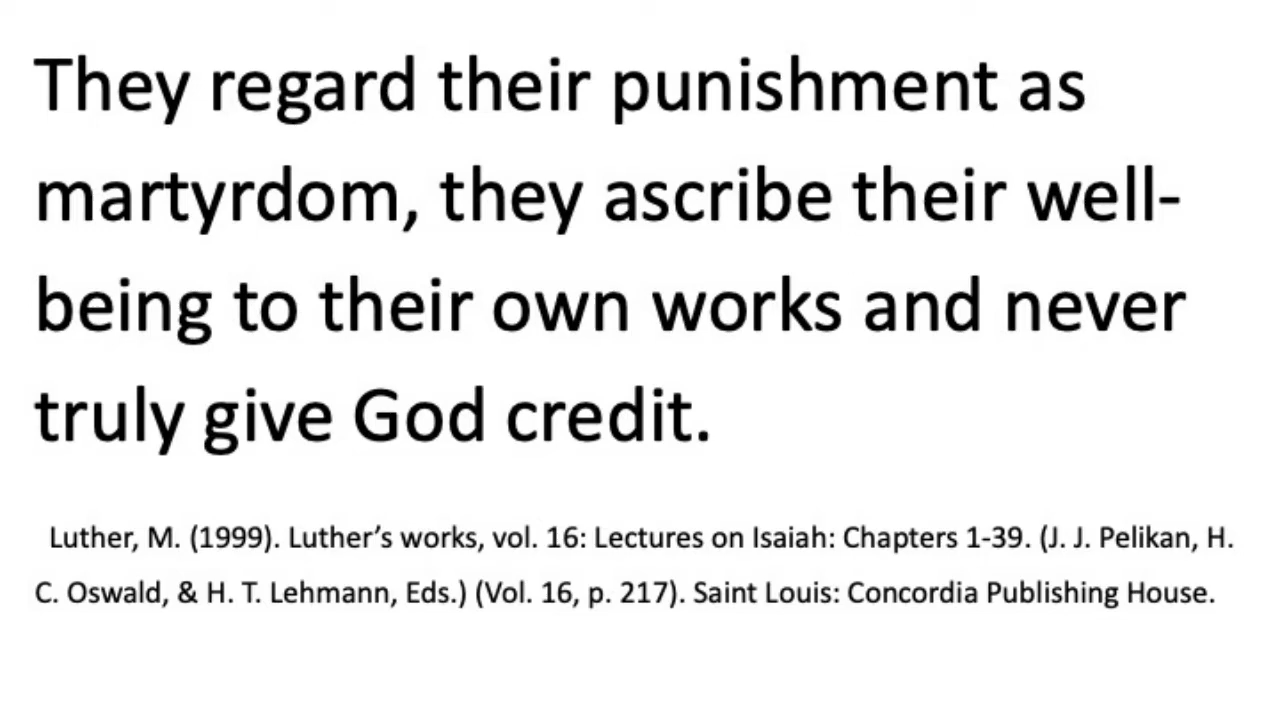 They regard their punishment as
martyrdom, they ascribe their well-
being to their own works and never
truly give God credit.
Luther, M. (1999). Luther’s works, vol. 16: Lectures on Isaiah: Chapters 1-39. (J. J. Pelikan, H.
C. Oswald, & H. T. Lehmann, Eds.) (Vol. 16, p. 217). Saint Louis: Concordia Publishing House.